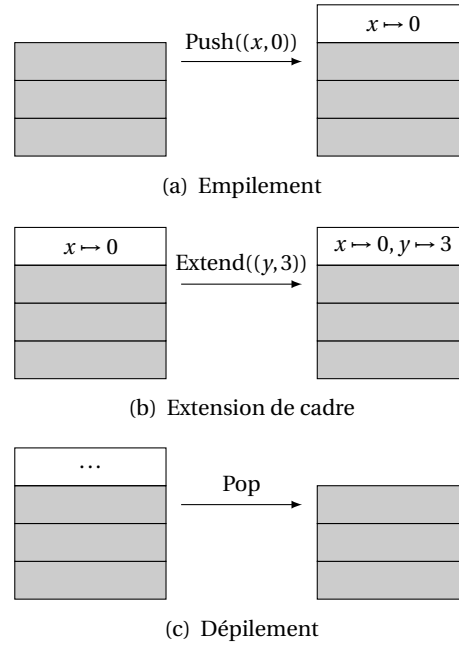 x ↦ 0
Push((x,0))
(a) Empilement
x ↦ 0
Extend((y,3))
x ↦ 0, y ↦ 3
(b) Extension de cadre
...
Pop
(c) Dépilement